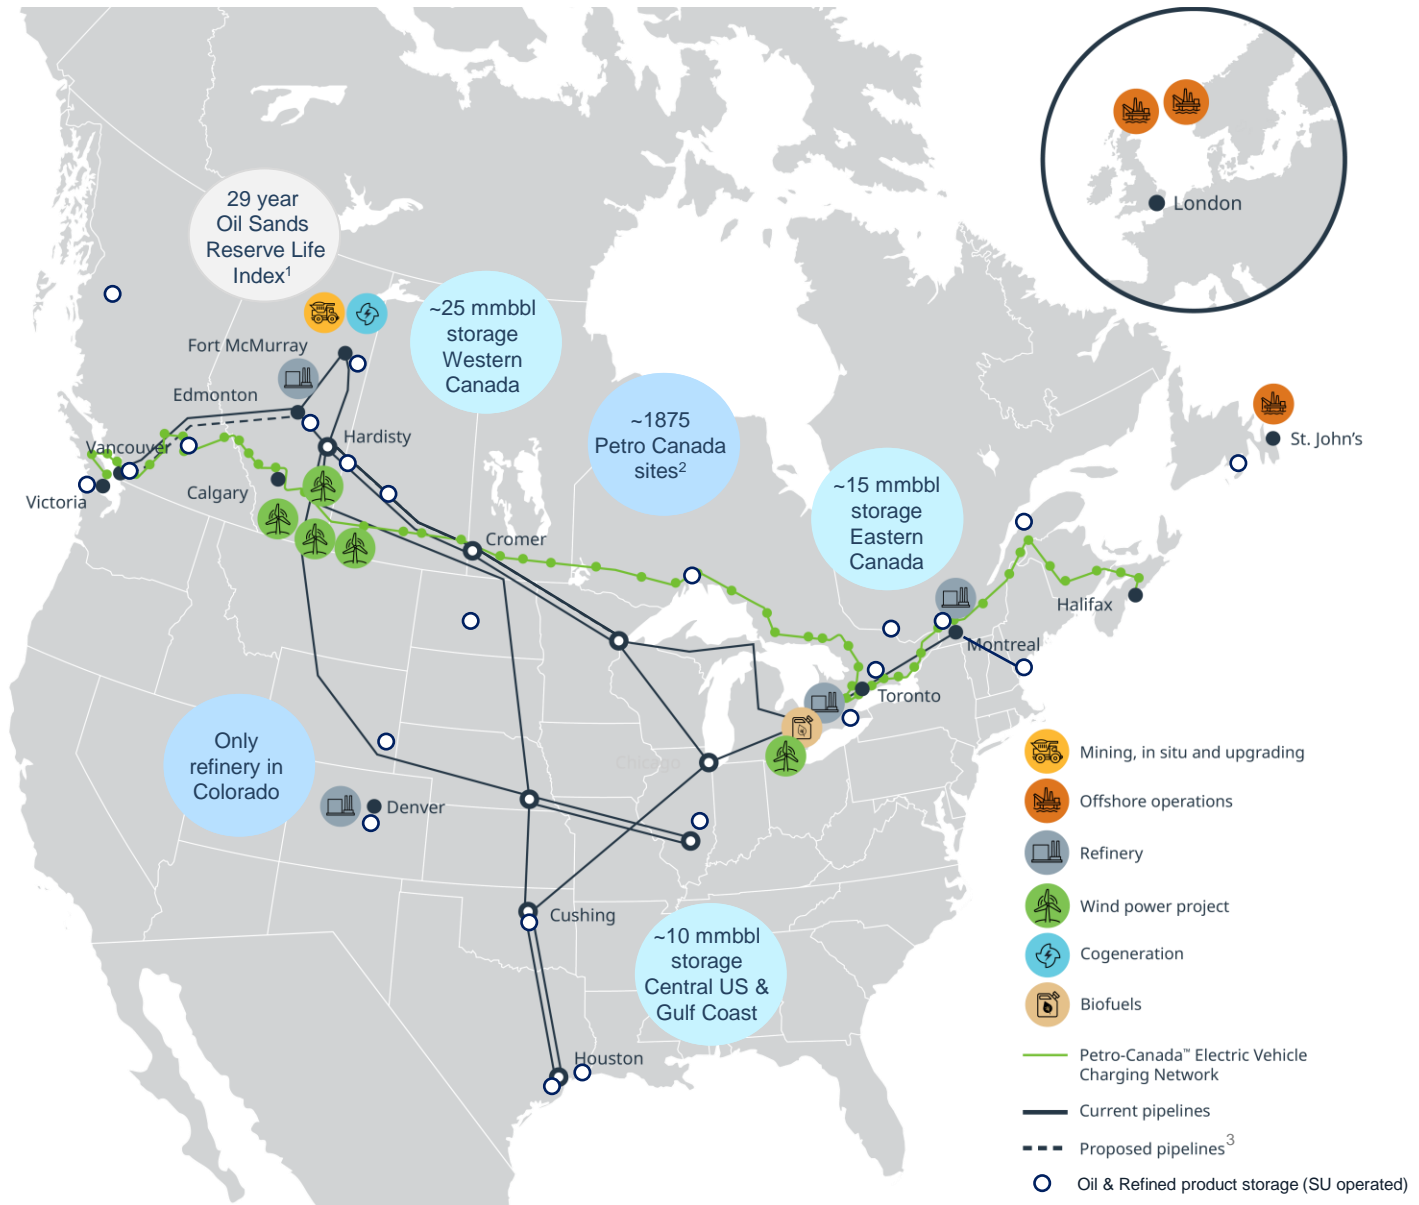 London
29 year
Oil Sands
Reserve Life
Index¹
~25 mmbbl
storage
Western
Canada
Fort McMurray
Edmonton
~1875
Petro Canada
sites²
Hardisty
St. John's
Vancouver
Calgary
Victoria
~15 mmbbl
storage
Eastern
Canada
Cromer
Halifax
Montreal
Toronto
Only
refinery in
Colorado
Chicago
Denver
Cushing
~10 mmbbl
storage
Central US &
Gulf Coast
Houston
Mining, in situ and upgrading
Offshore operations
Refinery
Wind power project
Cogeneration
Biofuels
Petro-Canada™ Electric Vehicle
Charging Network
Current pipelines
Proposed pipelines³
Oil & Refined product storage (SU operated)